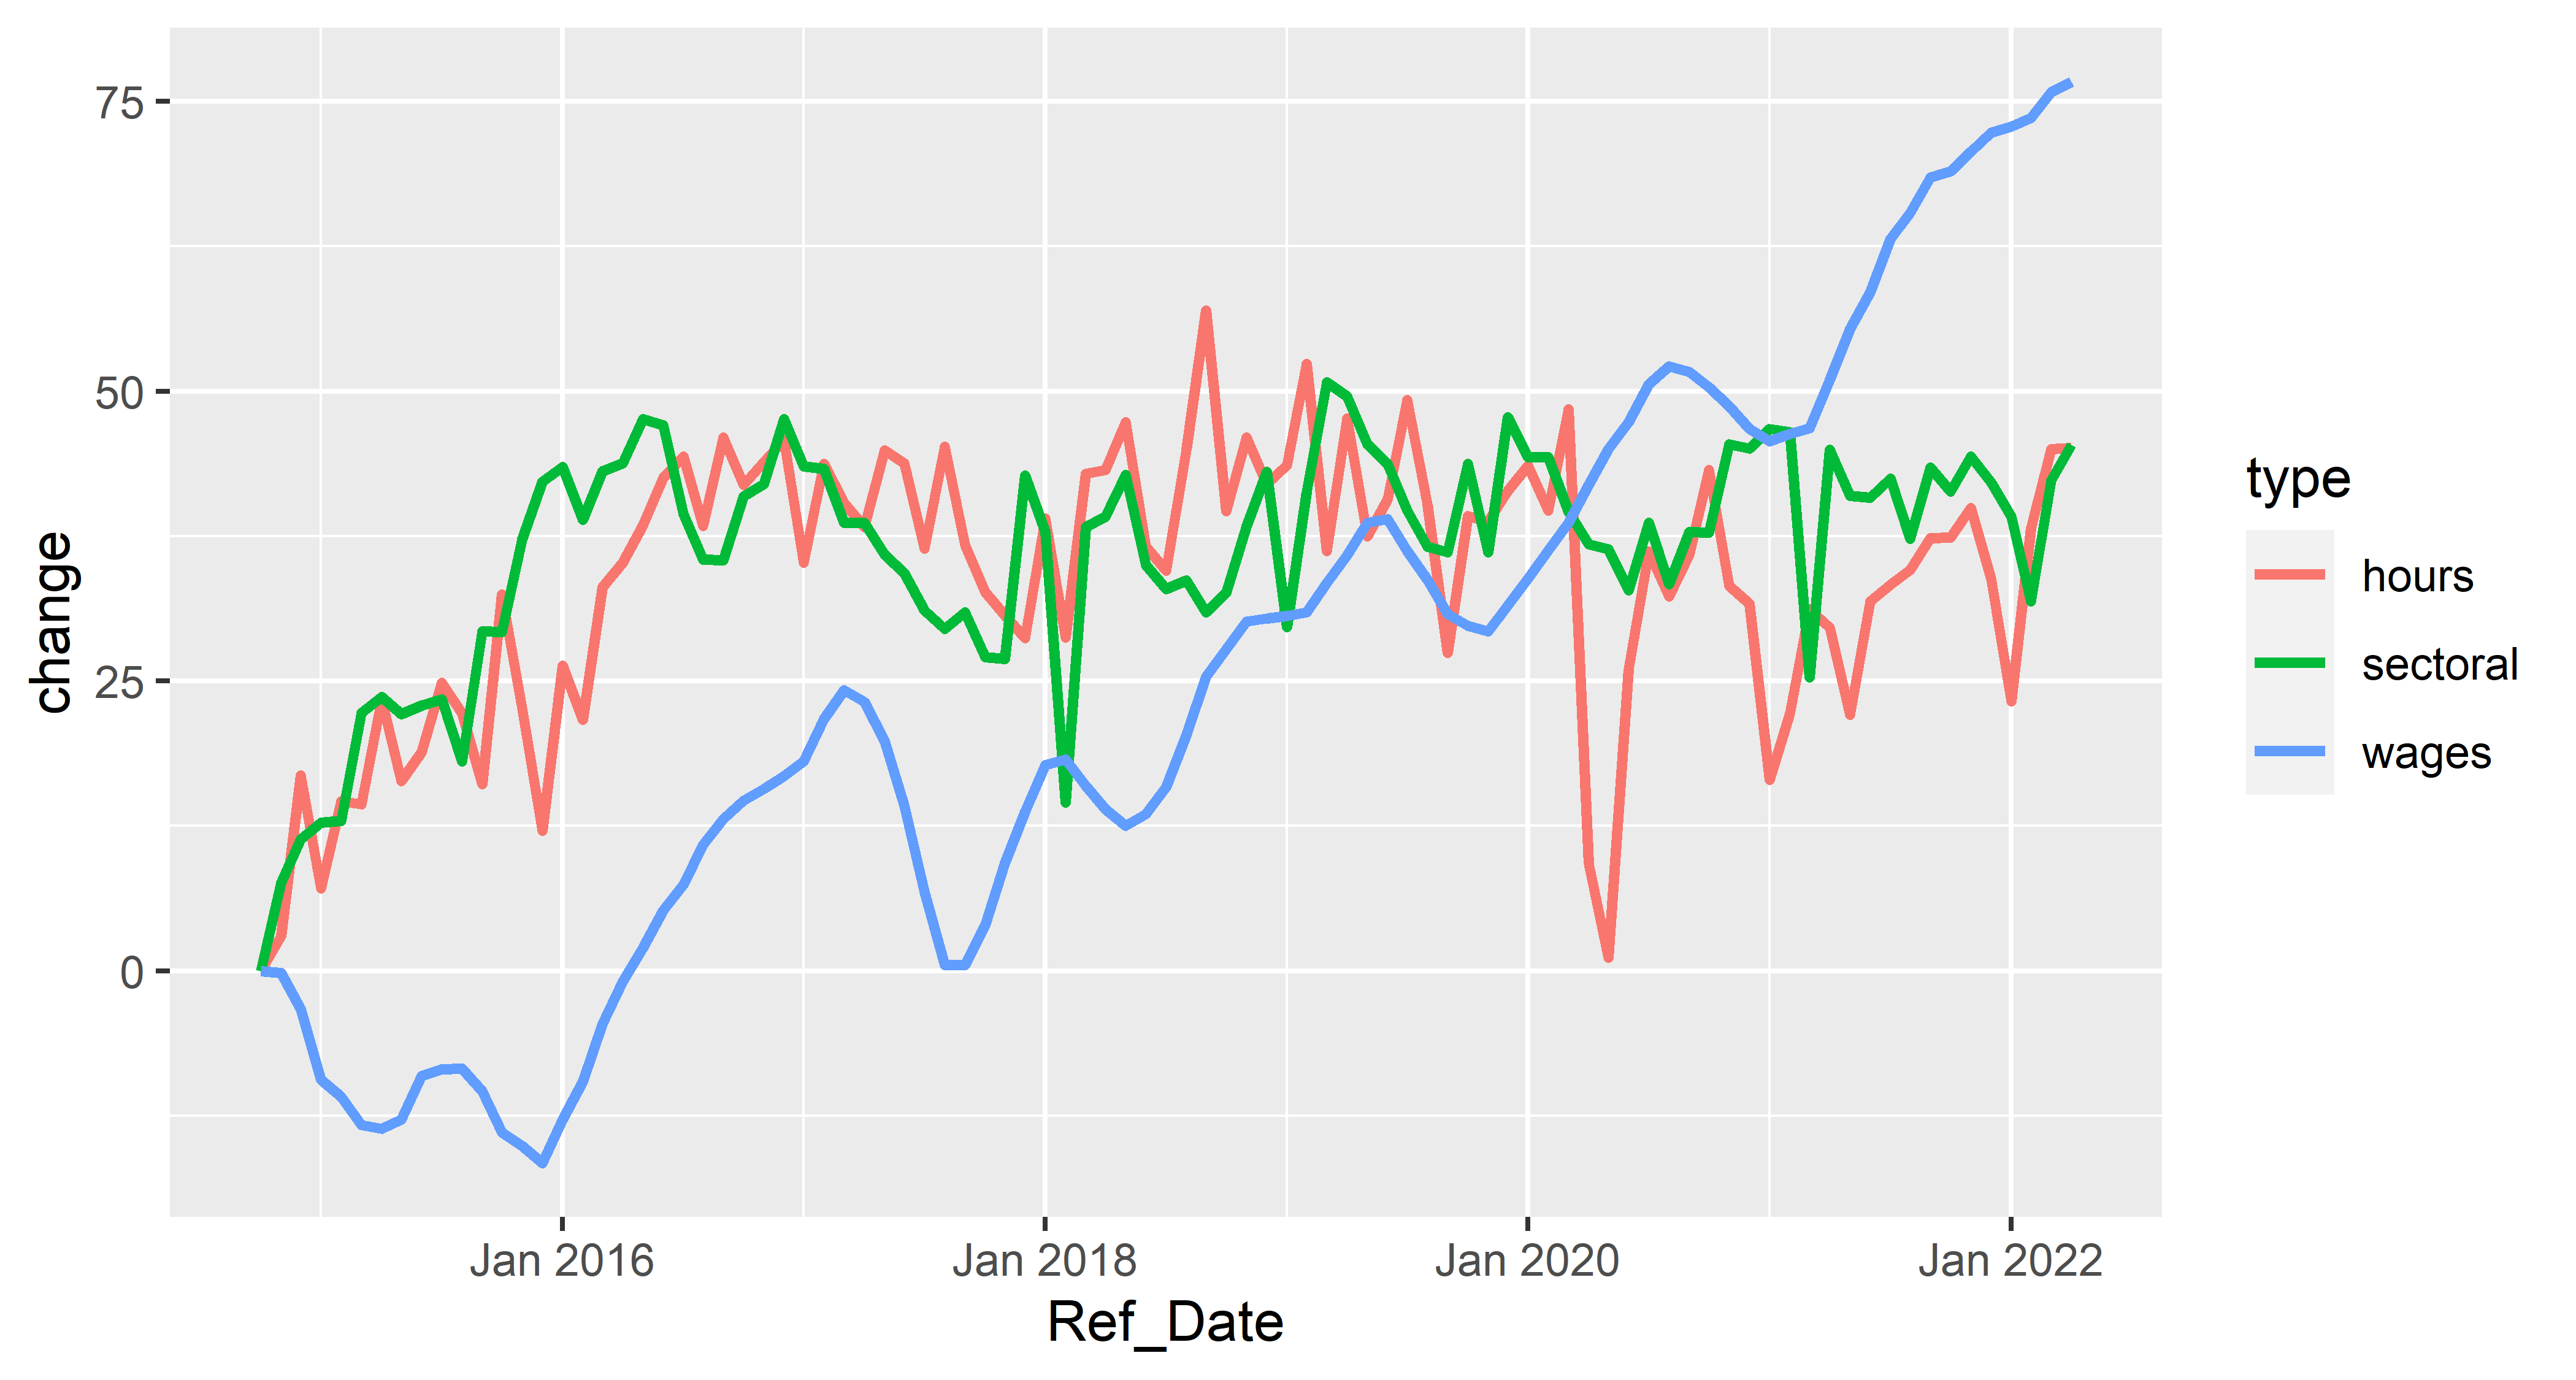 change
75
50
25
0
Jan 2016
Jan 2018
Jan 2020
Jan 2022
Ref_Date
type
hours
sectoral
wages